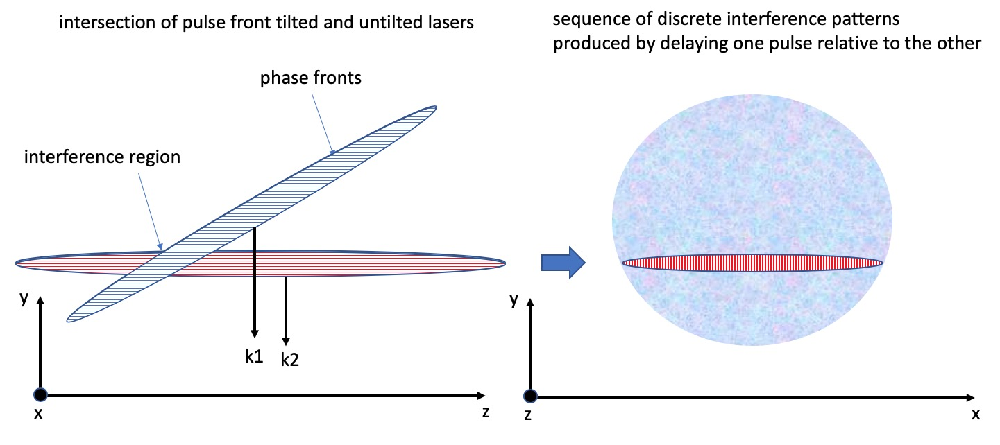 intersection of pulse front tilted and untilted lasers
sequence of discrete interference patterns
produced by delaying one pulse relative to the other
phase fronts
interference region
y
k1
k2
x
z
y
z
x